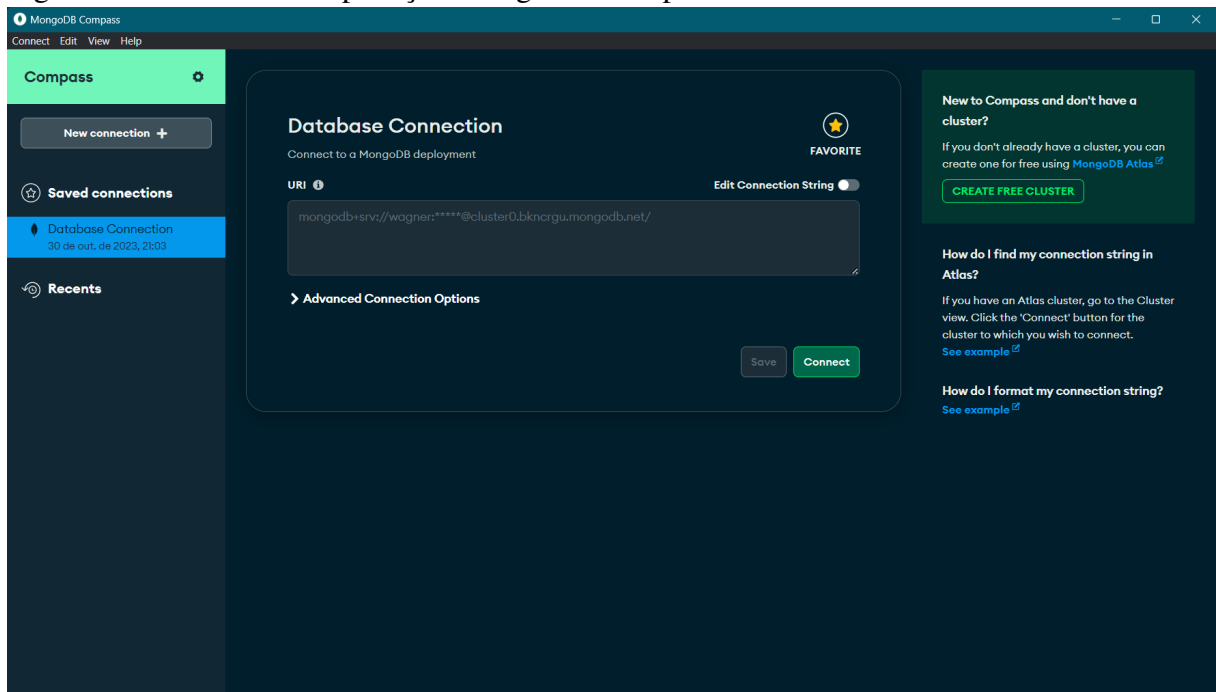 MongoDB Compass
Connect Edit View Help
Compass
New connection +
Saved connections
Database Connection
30 de out. de 2023, 21:03
Recents
Database Connection
Connect to a MongoDB deployment
FAVORITE
URI
Edit Connection String
mongodb+srv://wagner:*****@cluster0.bkncrgu.mongodb.net/
Advanced Connection Options
Save
Connect
New to Compass and don't have a
cluster?
If you don't already have a cluster, you can
create one for free using MongoDB Atlas
CREATE FREE CLUSTER
How do I find my connection string in
Atlas?
If you have an Atlas cluster, go to the Cluster
view. Click the 'Connect' button for the
cluster to which you wish to connect.
See example
How do I format my connection string?
See example